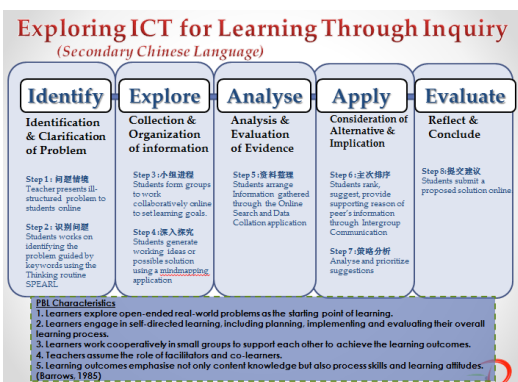 Exploring ICT for Learning Through Inquiry
(Secondary Chinese Language)
Identify
Identification
& Clarification
of Problem
Step 1: 问题情境
Teacher presents ill-
structured problem to
students online
Step 2: 识别问题
Students works on
identifying the
problem guided by
keywords using the
Thinking routine
SPEARL
Explore
Collection &
Organization
of information
Step 3:小组进程
Students form groups
to work
collaboratively online
to set learning goals.
Step 4:深入探究
Students generate
working ideas or
possible solution
using a mindmapping
application
Analyse
Analysis &
Evaluation
of Evidence
Step 5:资料整理
Students arrange
Information gathered
through the Online
Search and Data
Collation application
Apply
Consideration of
Alternative &
Implication
Step 6:主次排序
Students rank,
suggest, provide
supporting reason of
peer's information
through Intergroup
Communication
Step 7:策略分析
Analyse and prioritize
suggestions
Evaluate
Reflect &
Conclude
Step 8:提交建议
Students submit a
proposed solution online
PBL Characteristics
1. Learners explore open-ended real-world problems as the starting point of learning.
2. Learners engage in self-directed learning, including planning, implementing and evaluating their overall
learning process.
3. Learners work cooperatively in small groups to support each other to achieve the learning outcomes.
4. Teachers assume the role of facilitators and co-learners.
5. Learning outcomes emphasise not only content knowledge but also process skills and learning attitudes.
(Barrows, 1985)